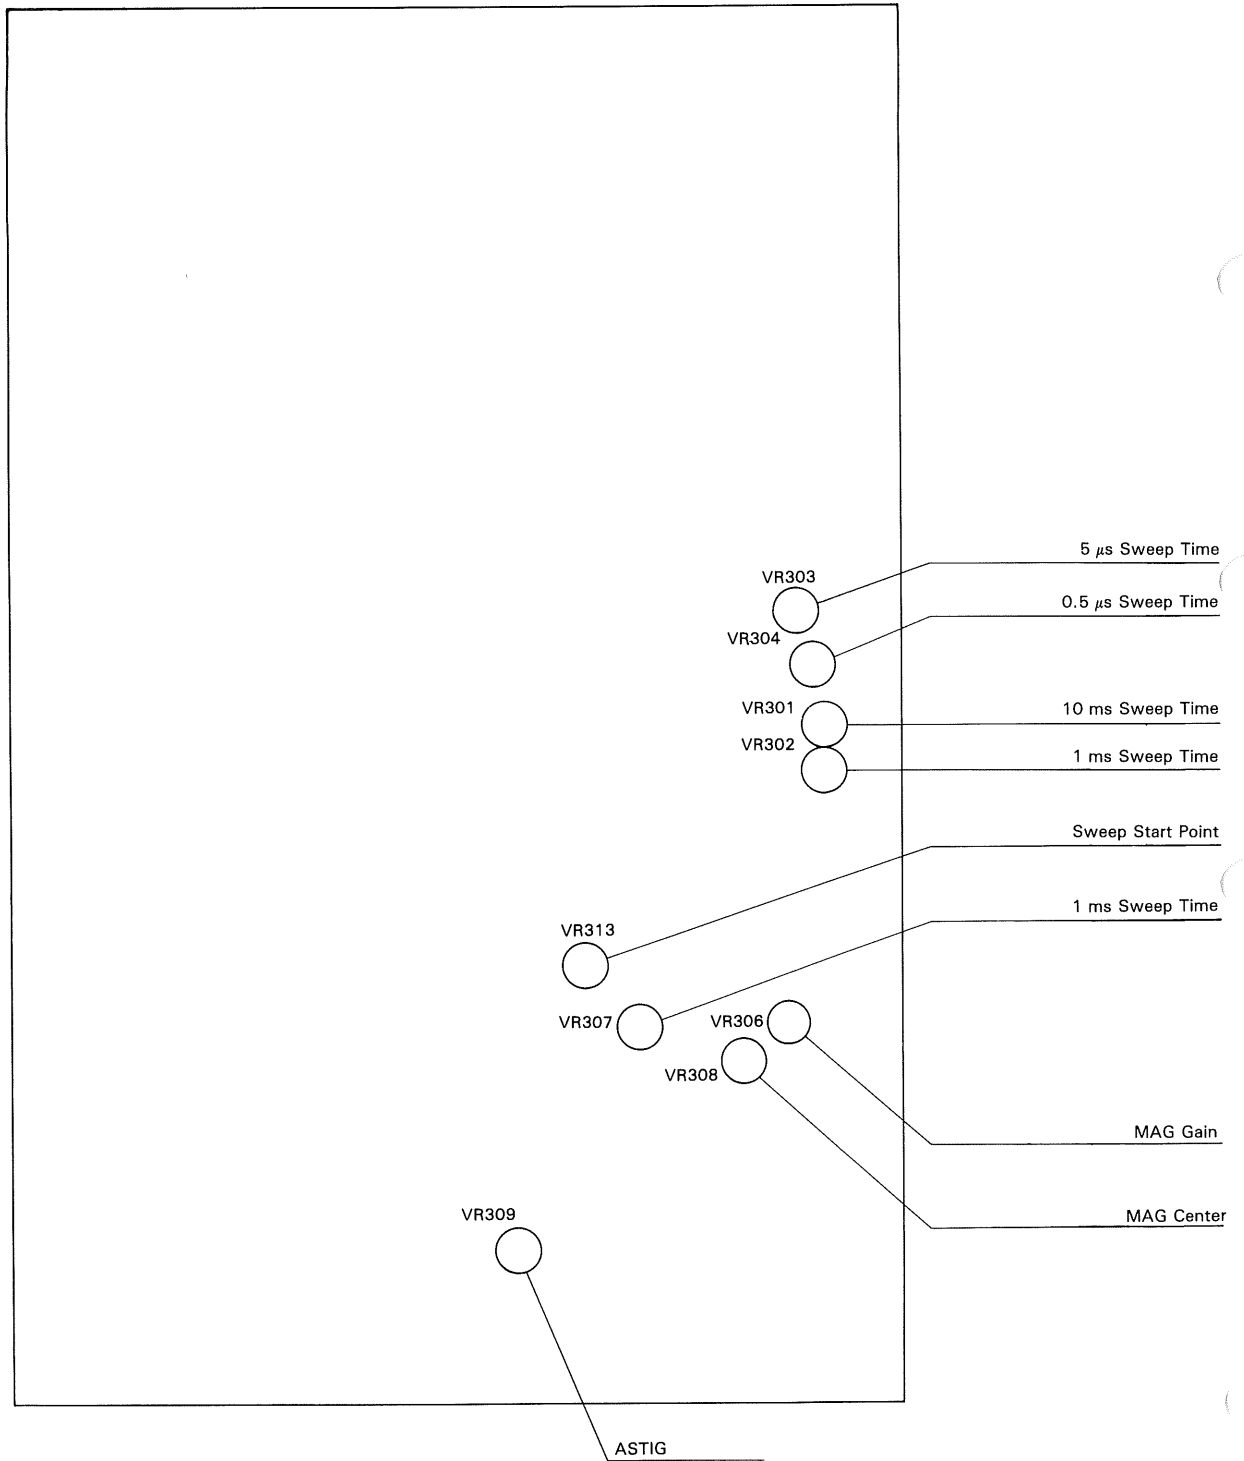 5 μs Sweep Time
VR303
0.5 μs Sweep Time
VR304
VR301
10 ms Sweep Time
VR302
1 ms Sweep Time
Sweep Start Point
1 ms Sweep Time
VR313
VR307
VR306
VR308
MAG Gain
VR309
MAG Center
ASTIG